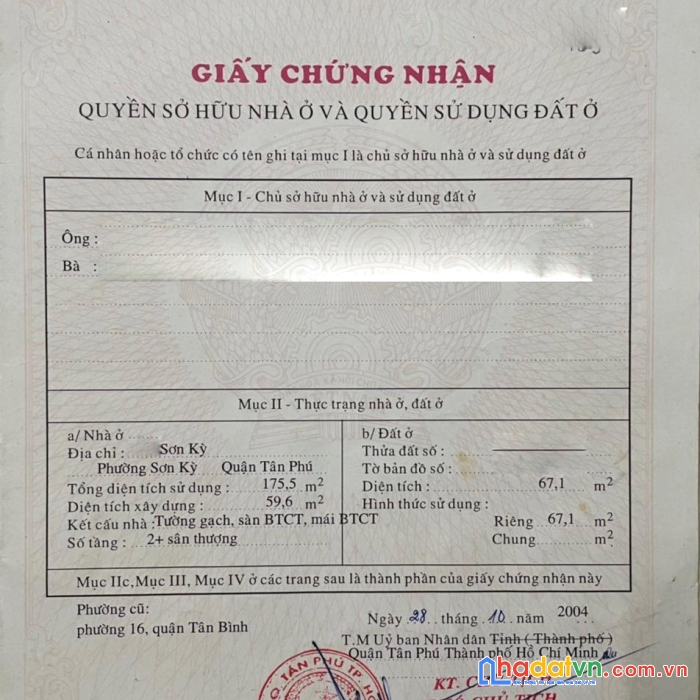 GIẤY CHỨNG NHẬN
QUYỀN SỞ HỮU NHÀ Ở VÀ QUYỀN SỬ DỤNG ĐẤT Ở
Cá nhân hoặc tổ chức có tên ghi tại mục I là chủ sở hữu nhà ở và sử dụng đất ở
Mục I - Chủ sở hữu nhà ở và sử dụng đất ở
Ông :
Bà :
Mục II - Thực trạng nhà ở, đất ở
a/ Nhà ở
Địa chỉ : Sơn Kỳ
Phường Sơn Kỳ Quận Tân Phú
Tổng diện tích sử dụng : 175,5 m2
Diện tích xây dựng : 59,6 m2
Kết cấu nhà : Tường gạch, sàn BTCT, mái BTCT
Số tầng : 2+ sân thượng
b/ Đất ở
Thửa đất số :
Tờ bản đồ số :
Diện tích : 67,1 m2
Hình thức sử dụng :
Riêng 67,1 m2
Chung m2
Mục IIc, Mục III, Mục IV ở các trang sau là thành phần của giấy chứng nhận này
Phường cũ:
phường 16, quận Tân Bình
Ngày 28 tháng 10 năm 2004
T.M Uỷ ban Nhân dân Tỉnh ( Thành phố )
Quận Tân Phú Thành phố Hồ Chí Minh
KT. C
CHỦ TỊCH
Q. TÂN PHÚ TP. H
nhadatvn.com.vn